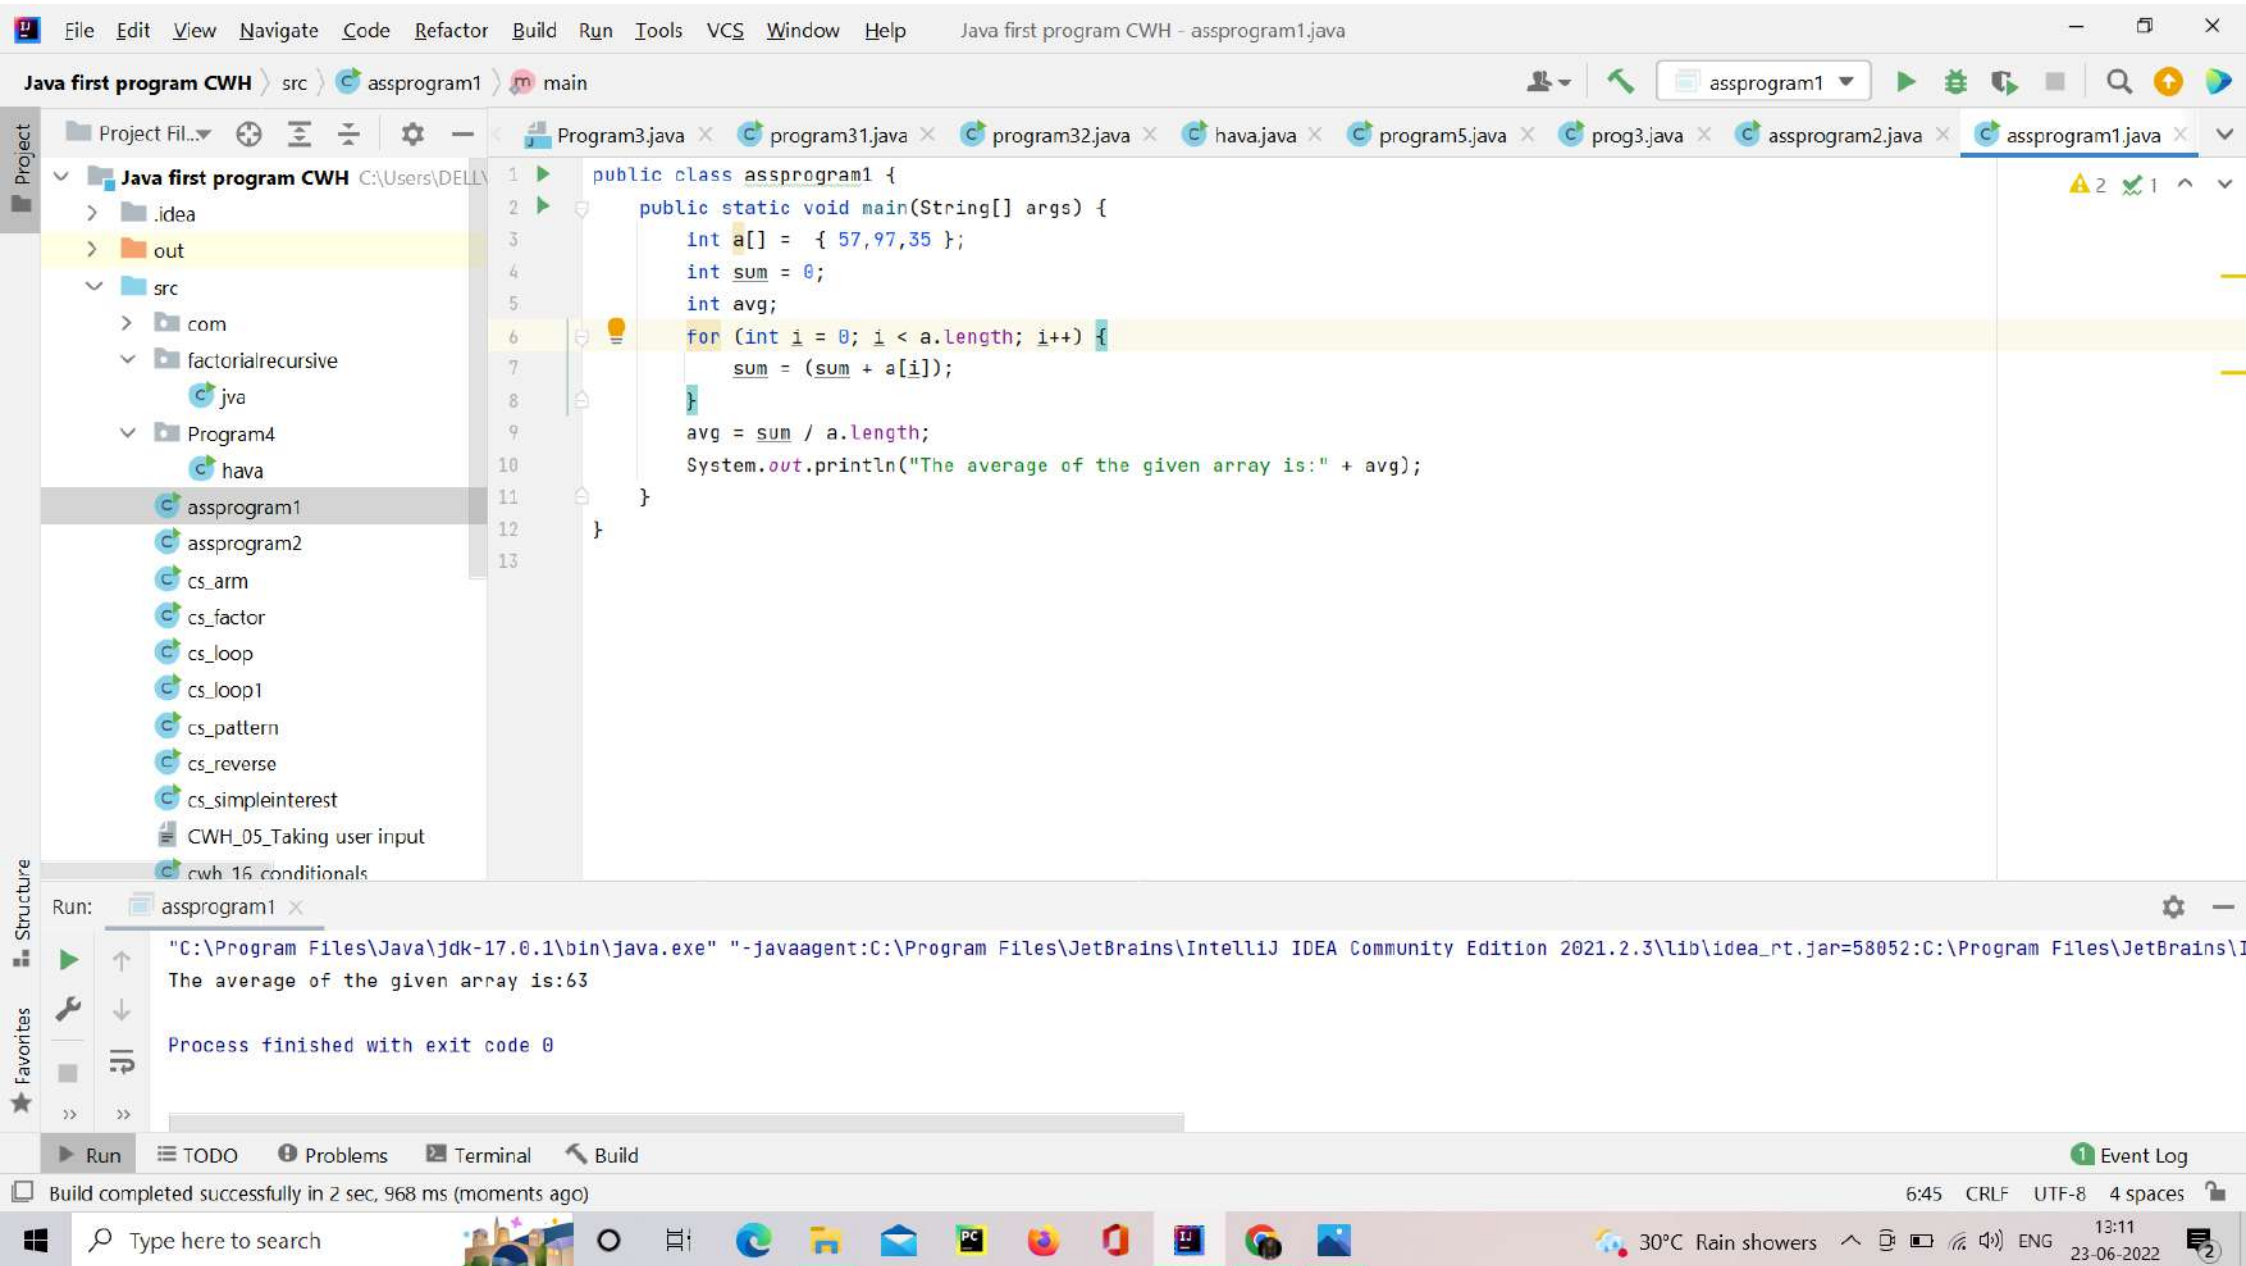 File Edit View Navigate Code Refactor Build Run Tools VCS Window Help Java first program CWH - assprogram1.java
Java first program CWH src assprogram1 main assprogram1
Project Fil... Program3.java program31.java program32.java hava.java program5.java prog3.java assprogram2.java assprogram1.java
Project
Java first program CWH C:\Users\DELL\
.idea
out
src
com
factorialrecursive
jva
Program4
hava
assprogram1
assprogram2
cs_arm
cs_factor
cs_loop
cs_loop1
cs_pattern
cs_reverse
cs_simpleinterest
CWH_05_Taking user input
cwh_16_conditionals
1 public class assprogram1 {
2 public static void main(String[] args) {
3 int a[] = { 57,97,35 };
4 int sum = 0;
5 int avg;
6 for (int i = 0; i < a.length; i++) {
7 sum = (sum + a[i]);
8 }
9 avg = sum / a.length;
10 System.out.println("The average of the given array is:" + avg);
11 }
12 }
13
2 1
Structure
Favorites
Run: assprogram1
"C:\Program Files\Java\jdk-17.0.1\bin\java.exe" "-javaagent:C:\Program Files\JetBrains\IntelliJ IDEA Community Edition 2021.2.3\lib\idea_rt.jar=58052:C:\Program Files\JetBrains\I
The average of the given array is:63
Process finished with exit code 0
Run TODO Problems Terminal Build 1 Event Log
Build completed successfully in 2 sec, 968 ms (moments ago) 6:45 CRLF UTF-8 4 spaces
Type here to search PC IJ 30°C Rain showers ENG 13:11
23-06-2022 2